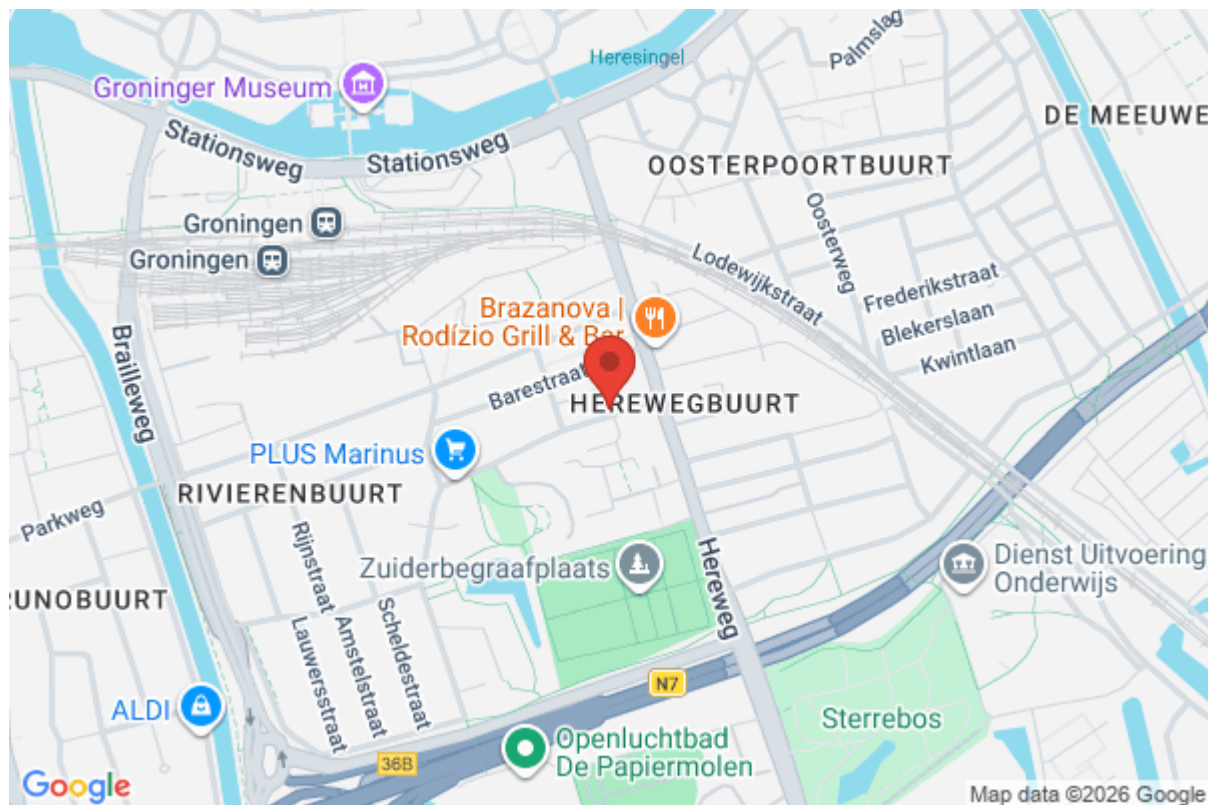 Heresingel
Palmslag
Groninger Museum
DE MEEUWE
Stationsweg
Stationsweg
OOSTERPOORTBUURT
Groningen
Groningen
Oosterweg
Lodewijkstraat
Frederikstraat
Blekerslaan
Kwintlaan
Brazanova |
Rodízio Grill & Bar
Brailleweg
Barestraat
HEREWEGBUURT
PLUS Marinus
RIVIERENBUURT
Parkweg
Rijnstraat
Zuiderbegraafplaats
Hereweg
Dienst Uitvoering
Onderwijs
RUNOBUURT
Scheldestraat
Amstelstraat
Lauwersstraat
N7
ALDI
Sterrebos
Openluchtbad
De Papiermolen
36B
Google
Map data ©2026 Google